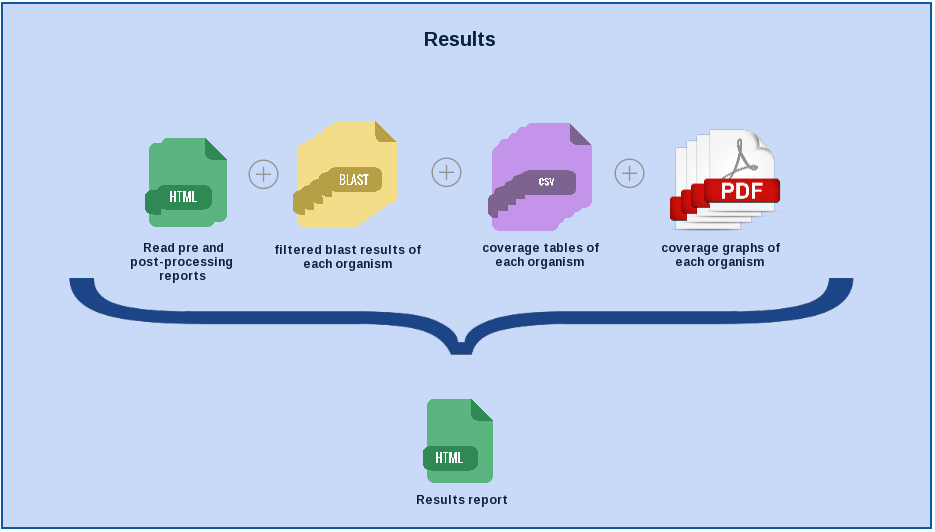 Results
HTML
BLAST
csv
PDF
Read pre and
post-processing
reports
filtered blast results of
each organism
coverage tables of
each organism
coverage graphs of
each organism
HTML
Results report